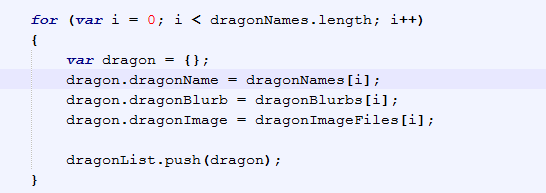 for (var i = 0; i < dragonNames.length; i++)
{
    var dragon = {};
    dragon.dragonName = dragonNames[i];
    dragon.dragonBlurb = dragonBlurbs[i];
    dragon.dragonImage = dragonImageFiles[i];

    dragonList.push(dragon);
}